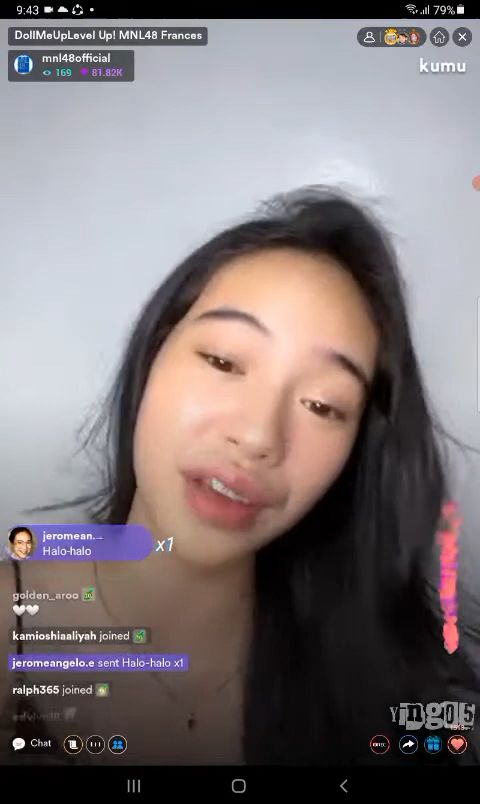 9:43
79%
DollMeUpLevel Up! MNL48 Frances
mnl48official
169 81.82K
kumu
jeromean...
Halo-halo
x1
golden_aroo
kamioshiaaliyah joined
jeromeangelo.e sent Halo-halo x1
ralph365 joined
Chat